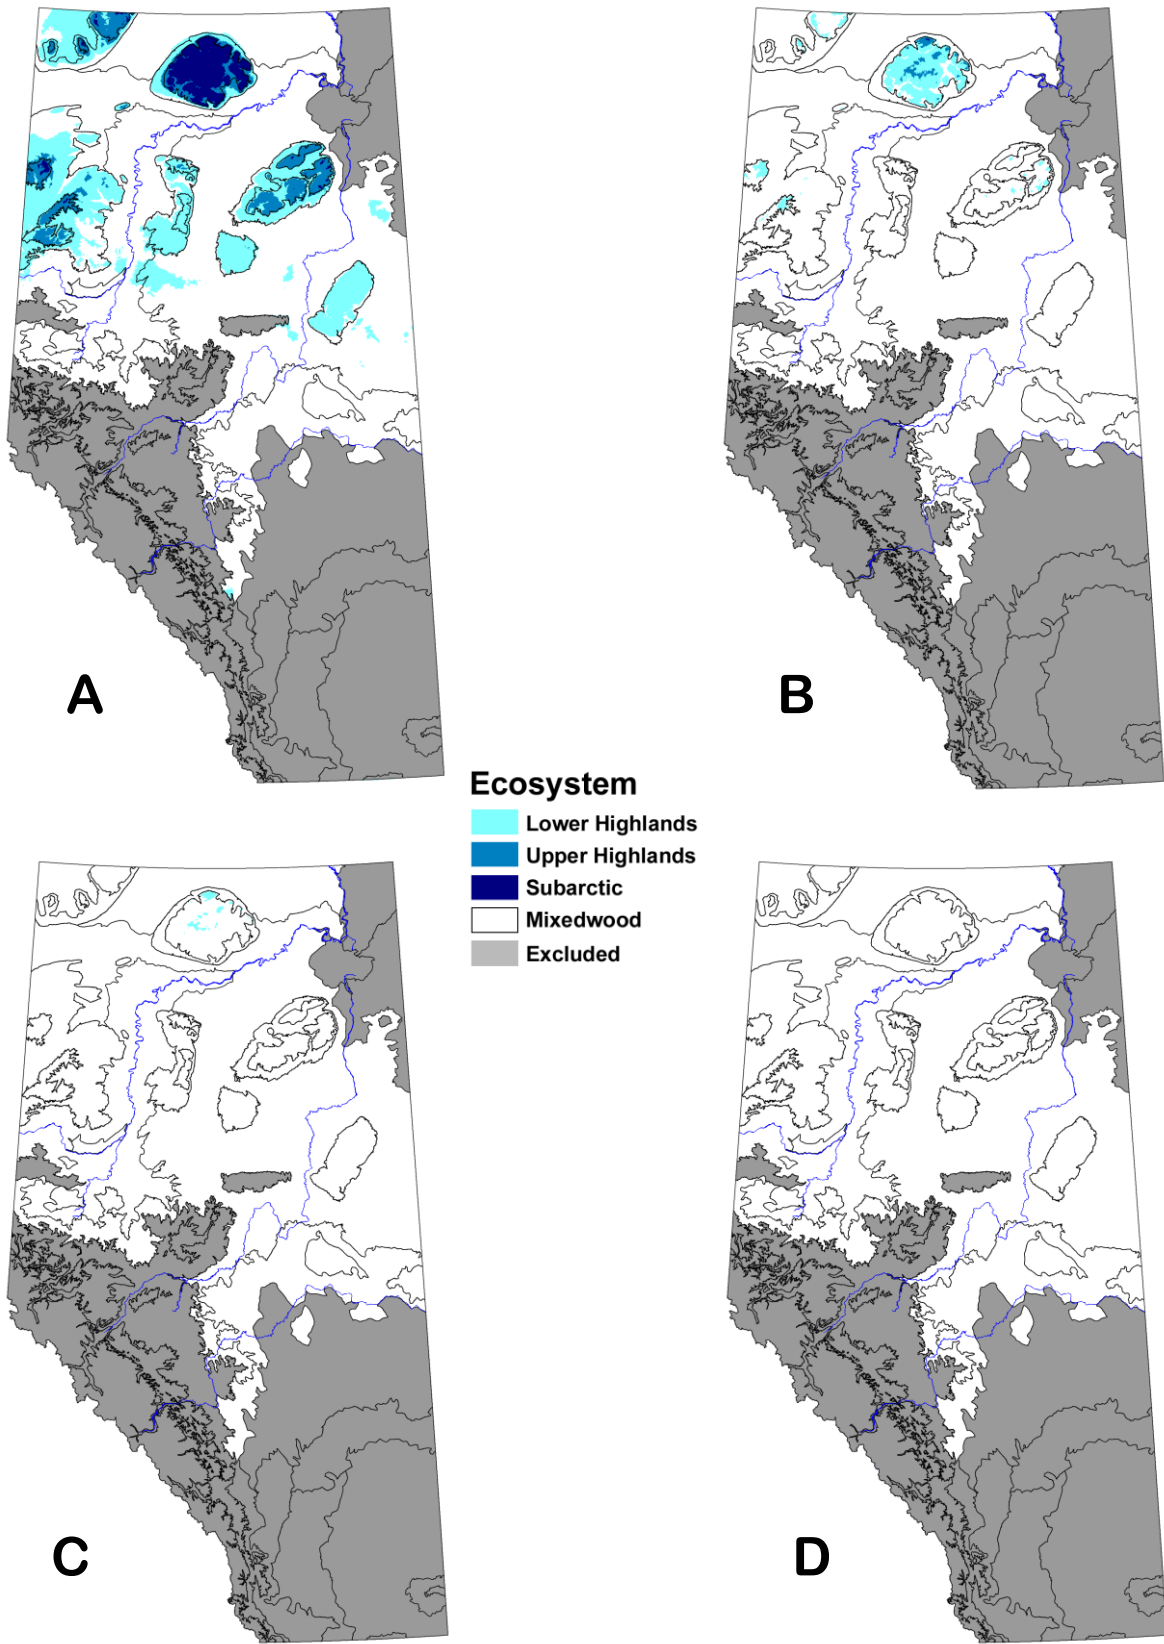 A
B
Ecosystem
Lower Highlands
Upper Highlands
Subarctic
Mixedwood
Excluded
C
D